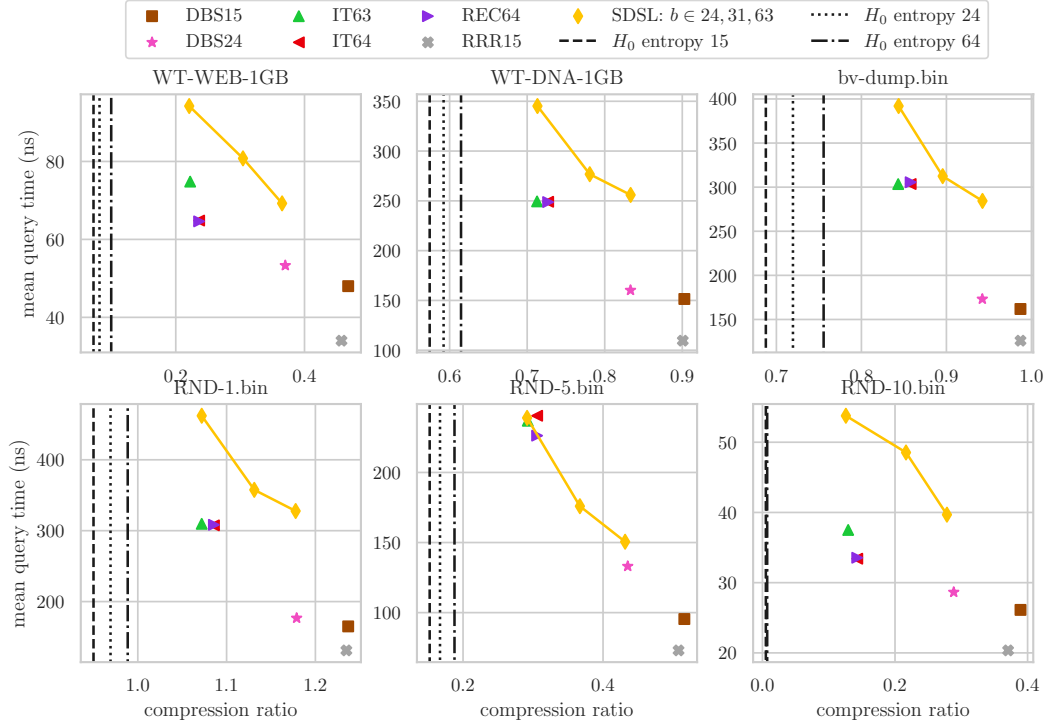 DBS15 IT63 REC64 SDSL: b ∈ 24, 31, 63 H₀ entropy 24
DBS24 IT64 RRR15 H₀ entropy 15 H₀ entropy 64
WT-WEB-1GB WT-DNA-1GB bv-dump.bin
mean query time (ns)
80
60
40
0.2 0.4
350
300
250
200
150
100
0.6 0.7 0.8 0.9
400
350
300
250
200
150
0.7 0.8 0.9 1.0
RND-1.bin RND-5.bin RND-10.bin
mean query time (ns)
400
300
200
1.0 1.1 1.2
compression ratio
200
150
100
0.2 0.4
compression ratio
50
40
30
20
0.0 0.2 0.4
compression ratio